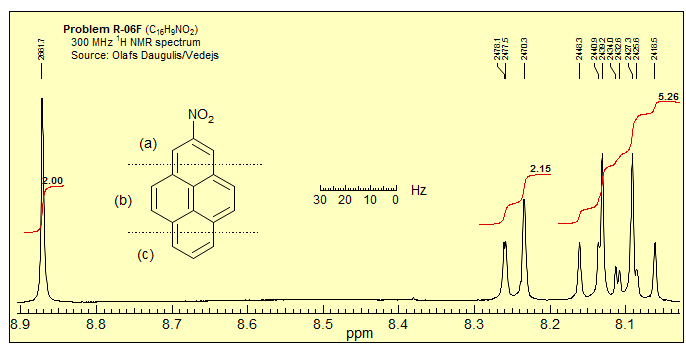 Problem R-06F (C₁₆H₉NO₂)
300 MHz ¹H NMR spectrum
Source: Olafs Daugulis/Vedejs
2661.7
2478.1
2477.5
2470.3
2448.3
2440.9
2439.2
2434.0
2432.6
2427.3
2425.6
2418.5
NO₂
(a)
(b)
(c)
30 20 10 0 Hz
2.00
2.15
5.26
8.9 8.8 8.7 8.6 8.5 8.4 8.3 8.2 8.1
ppm